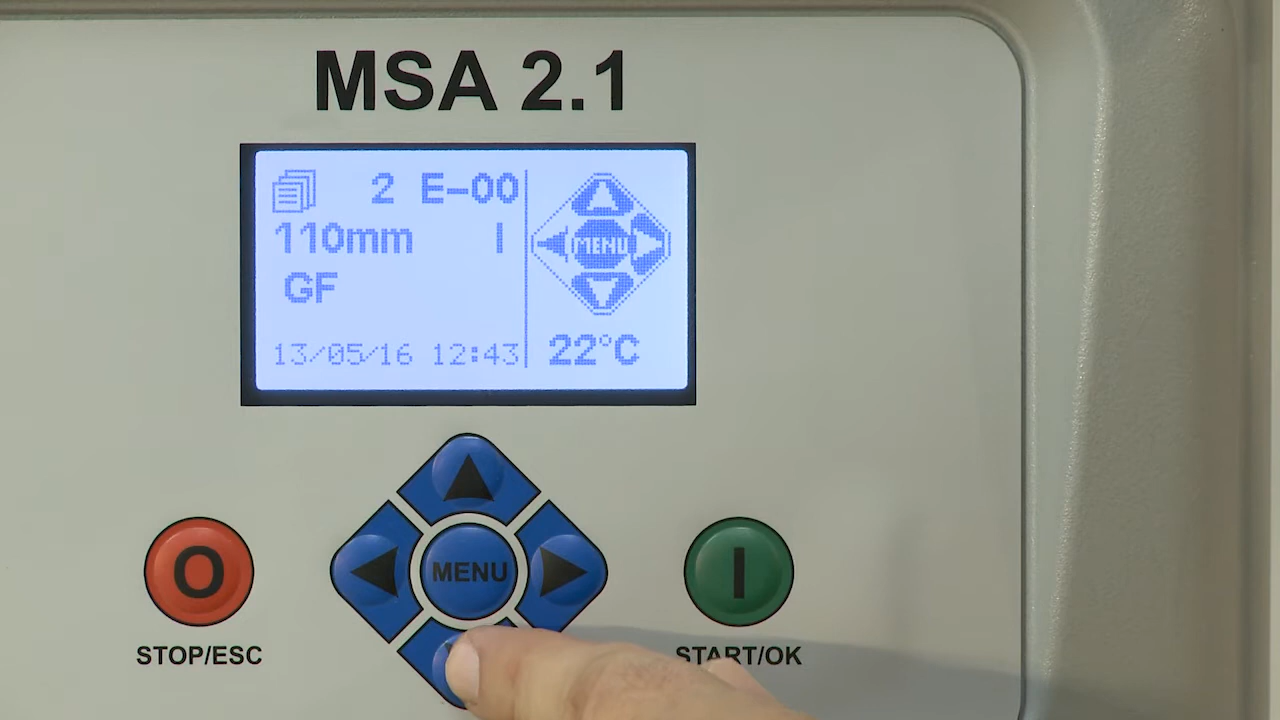 MSA 2.1
2 E-00
110mm I
GF
MENU
13/05/16 12:43
22°C
MENU
O
I
STOP/ESC
START/OK